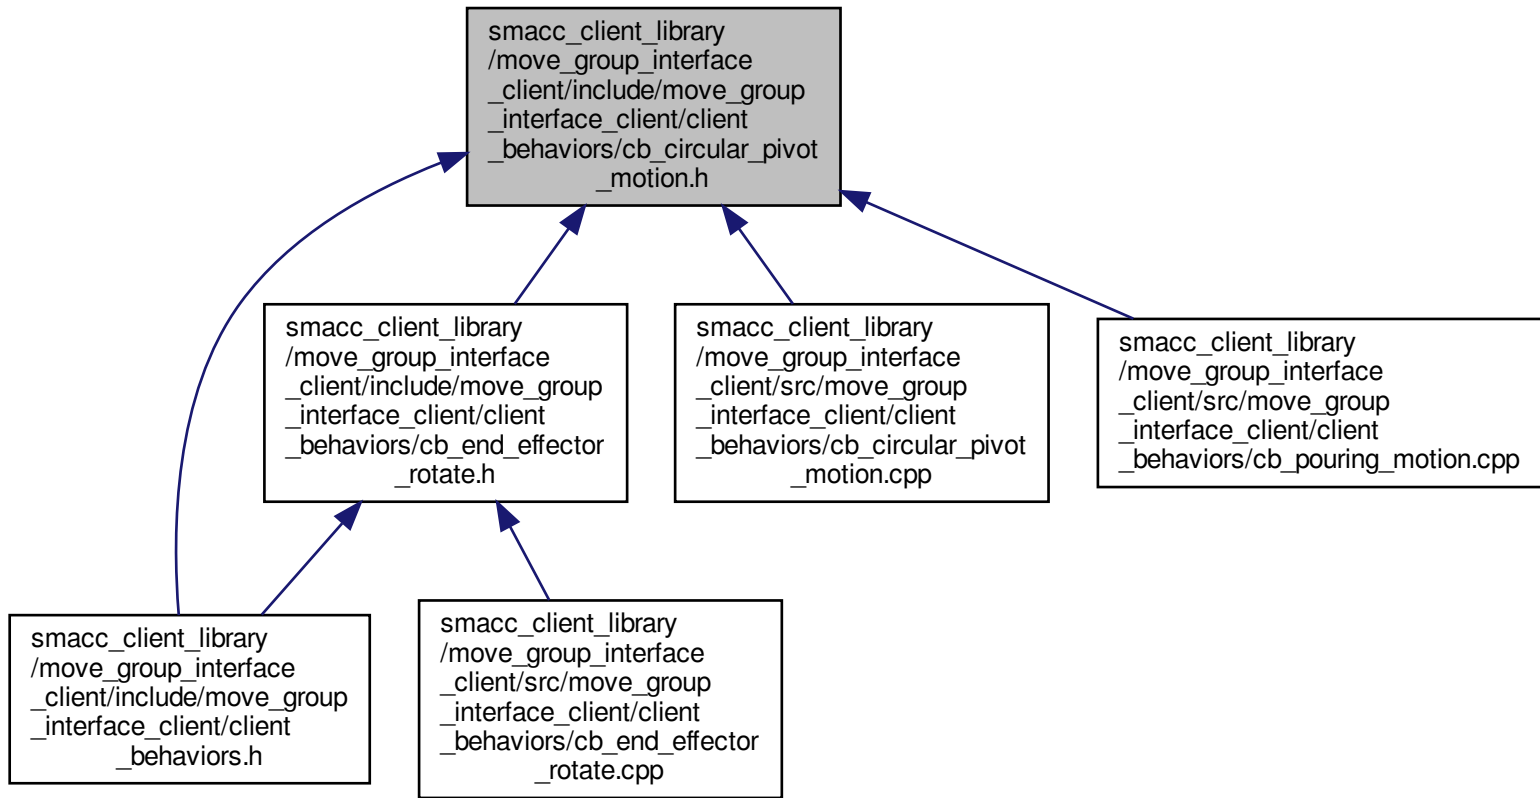 smacc_client_library
/move_group_interface
_client/include/move_group
_interface_client/client
_behaviors/cb_circular_pivot
_motion.h
smacc_client_library
/move_group_interface
_client/include/move_group
_interface_client/client
_behaviors/cb_end_effector
_rotate.h
smacc_client_library
/move_group_interface
_client/src/move_group
_interface_client/client
_behaviors/cb_circular_pivot
_motion.cpp
smacc_client_library
/move_group_interface
_client/src/move_group
_interface_client/client
_behaviors/cb_pouring_motion.cpp
smacc_client_library
/move_group_interface
_client/include/move_group
_interface_client/client
_behaviors.h
smacc_client_library
/move_group_interface
_client/src/move_group
_interface_client/client
_behaviors/cb_end_effector
_rotate.cpp